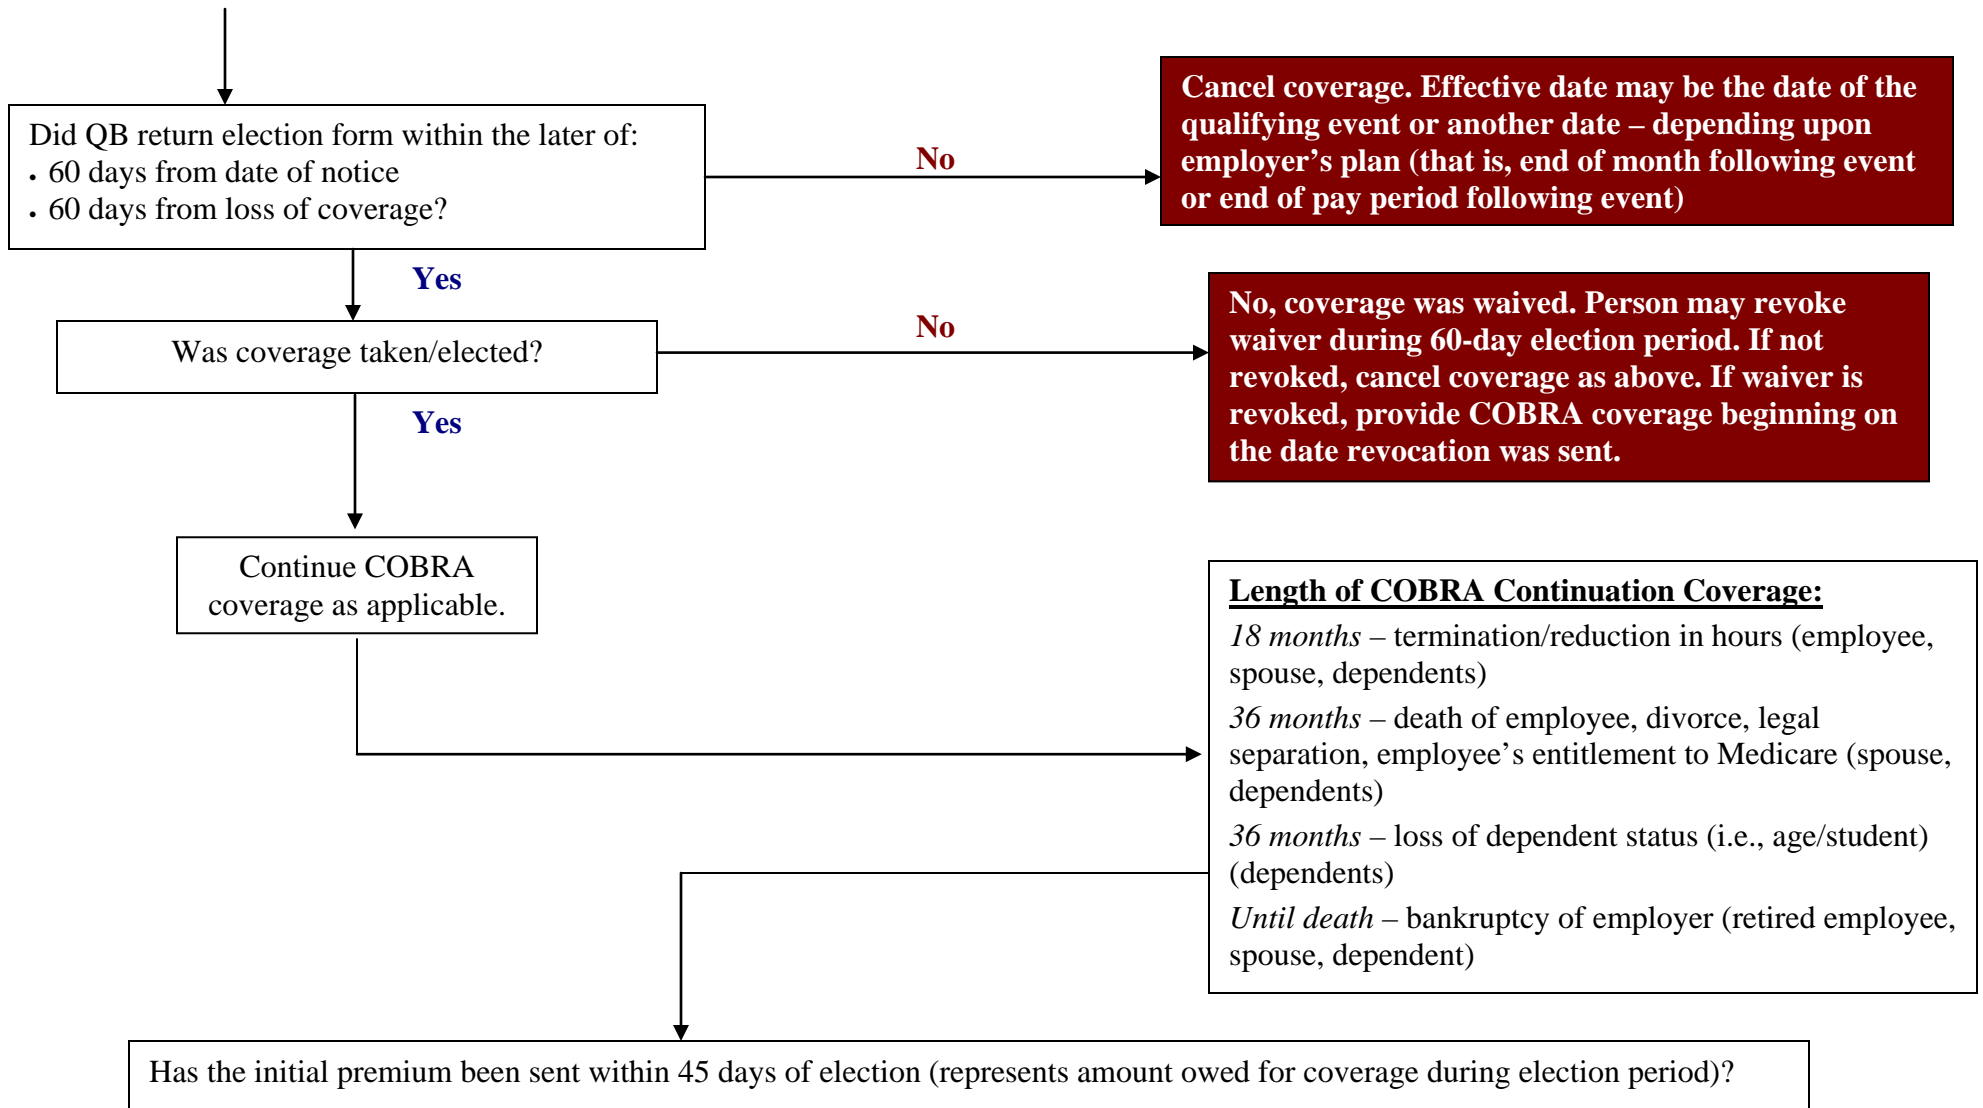 Did QB return election form within the later of:
• 60 days from date of notice
• 60 days from loss of coverage?
No
Cancel coverage. Effective date may be the date of the
qualifying event or another date – depending upon
employer’s plan (that is, end of month following event
or end of pay period following event)
Yes
Was coverage taken/elected?
No
No, coverage was waived. Person may revoke
waiver during 60-day election period. If not
revoked, cancel coverage as above. If waiver is
revoked, provide COBRA coverage beginning on
the date revocation was sent.
Yes
Continue COBRA
coverage as applicable.
Length of COBRA Continuation Coverage:
18 months – termination/reduction in hours (employee,
spouse, dependents)
36 months – death of employee, divorce, legal
separation, employee’s entitlement to Medicare (spouse,
dependents)
36 months – loss of dependent status (i.e., age/student)
(dependents)
Until death – bankruptcy of employer (retired employee,
spouse, dependent)
Has the initial premium been sent within 45 days of election (represents amount owed for coverage during election period)?